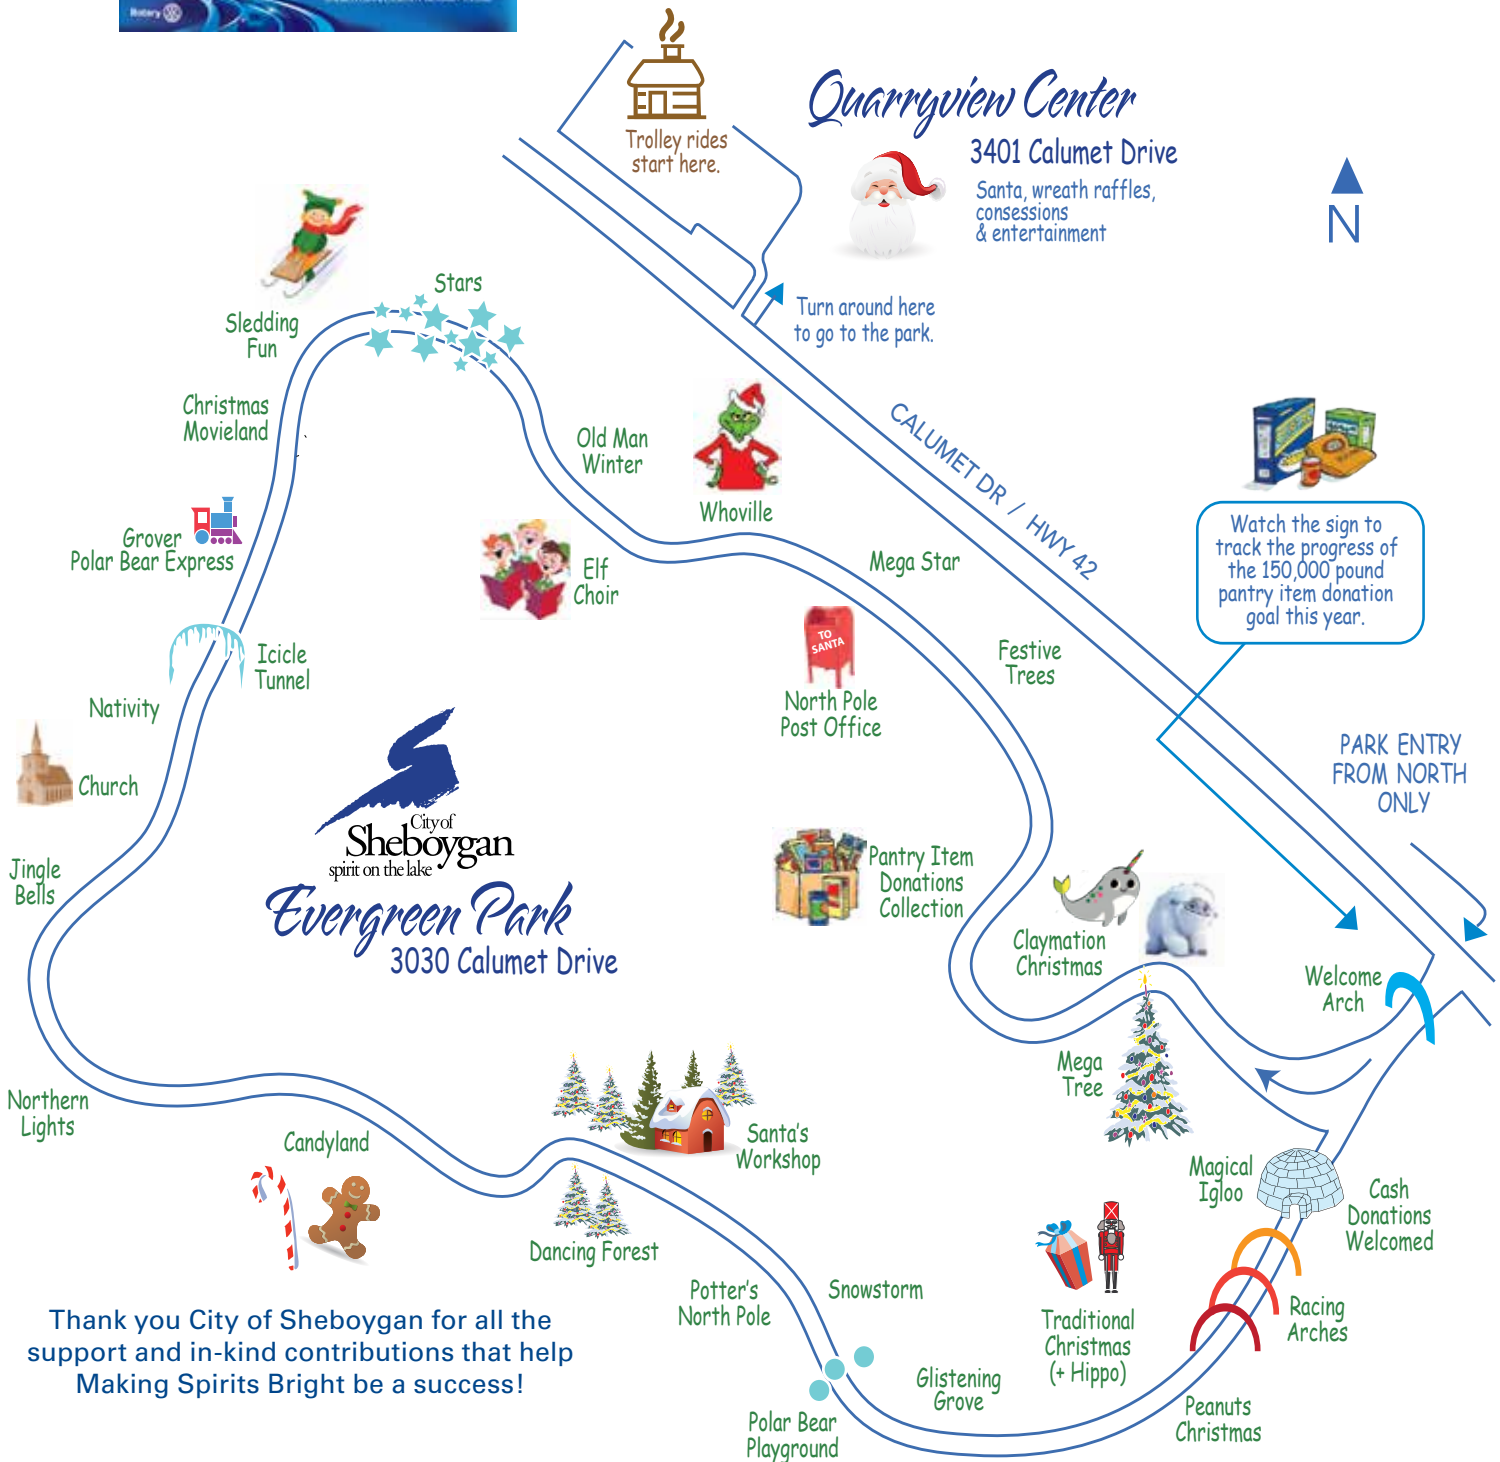 Rotary
Quarryview Center
3401 Calumet Drive
Santa, wreath raffles,
consessions
& entertainment
Trolley rides
start here.
N
Turn around here
to go to the park.
Stars
Sledding
Fun
Christmas
Movieland
Old Man
Winter
Whoville
CALUMET DR / HWY 42
Watch the sign to
track the progress of
the 150,000 pound
pantry item donation
goal this year.
Grover
Polar Bear Express
Elf
Choir
Mega Star
TO
SANTA
North Pole
Post Office
Festive
Trees
Icicle
Tunnel
Nativity
Church
PARK ENTRY
FROM NORTH
ONLY
City of
Sheboygan
spirit on the lake
Evergreen Park
3030 Calumet Drive
Jingle
Bells
Pantry Item
Donations
Collection
Claymation
Christmas
Welcome
Arch
Mega
Tree
Northern
Lights
Candyland
Santa's
Workshop
Dancing Forest
Magical
Igloo
Cash
Donations
Welcomed
Potter's
North Pole
Snowstorm
Traditional
Christmas
(+ Hippo)
Racing
Arches
Glistening
Grove
Peanuts
Christmas
Polar Bear
Playground
Thank you City of Sheboygan for all the
support and in-kind contributions that help
Making Spirits Bright be a success!